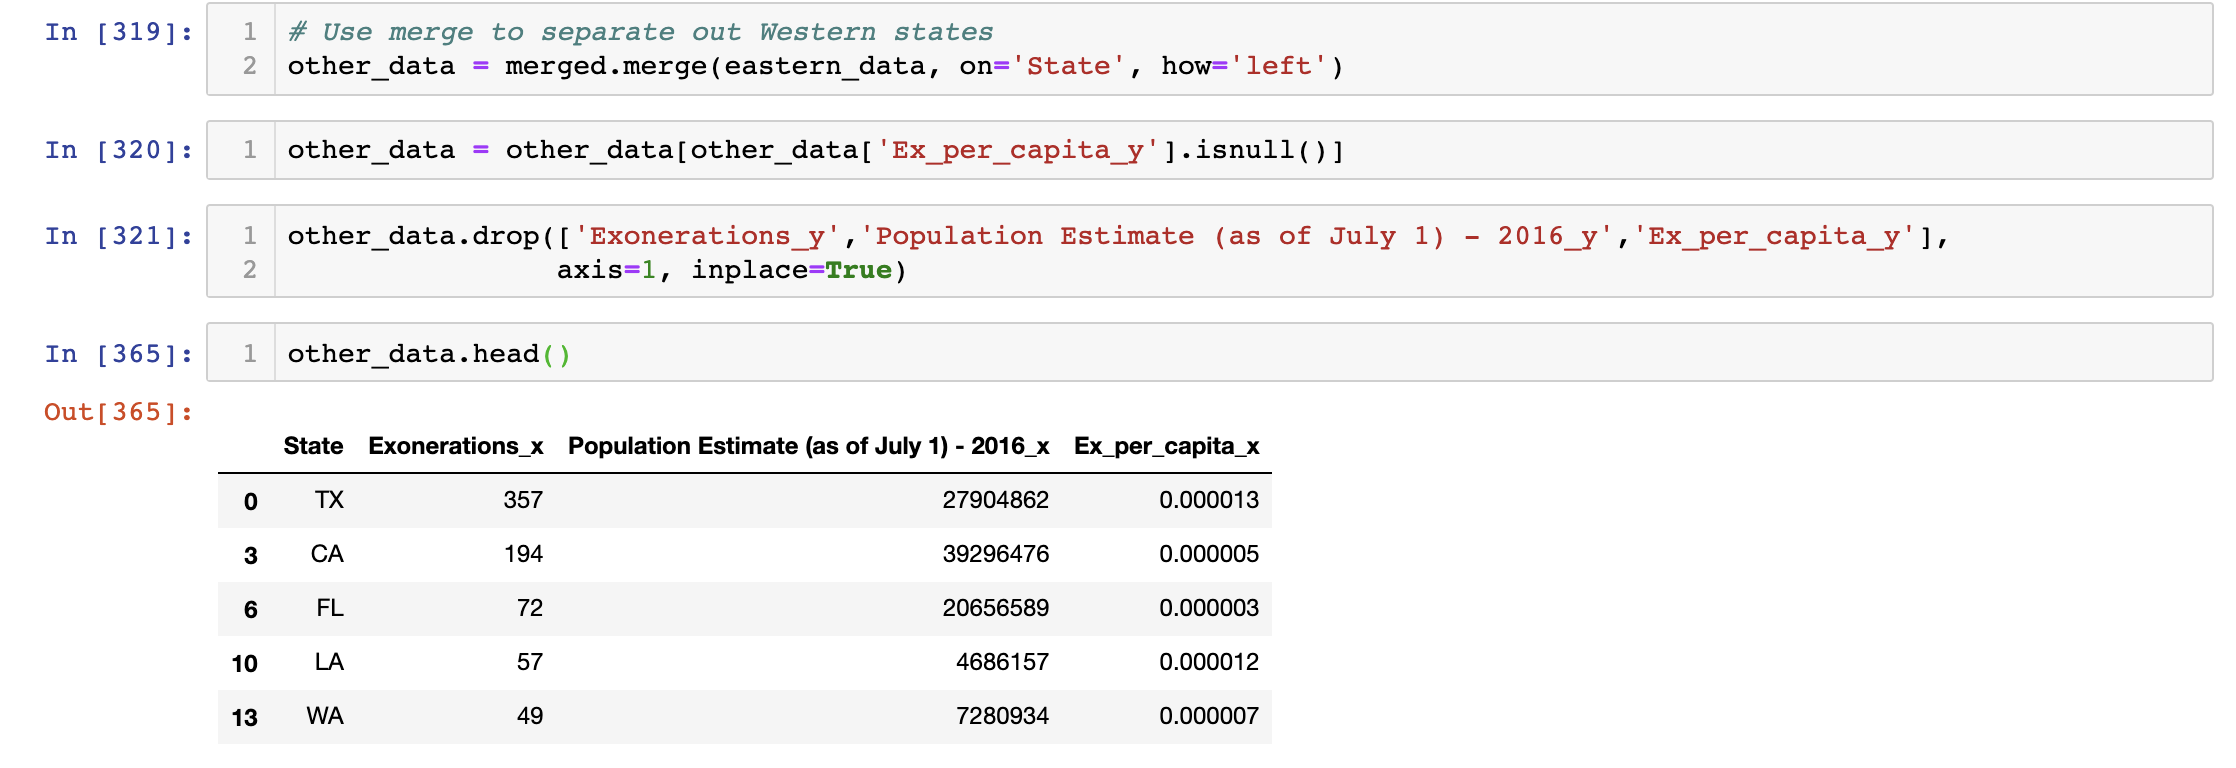 In [319]:
1 # Use merge to separate out Western states
2 other_data = merged.merge(eastern_data, on='State', how='left')
In [320]:
1 other_data = other_data[other_data['Ex_per_capita_y'].isnull()]
In [321]:
1 other_data.drop(['Exonerations_y','Population Estimate (as of July 1) - 2016_y','Ex_per_capita_y'],
2                 axis=1, inplace=True)
In [365]:
1 other_data.head()
Out[365]:
State Exonerations_x Population Estimate (as of July 1) - 2016_x Ex_per_capita_x
0 TX 357 27904862 0.000013
3 CA 194 39296476 0.000005
6 FL 72 20656589 0.000003
10 LA 57 4686157 0.000012
13 WA 49 7280934 0.000007